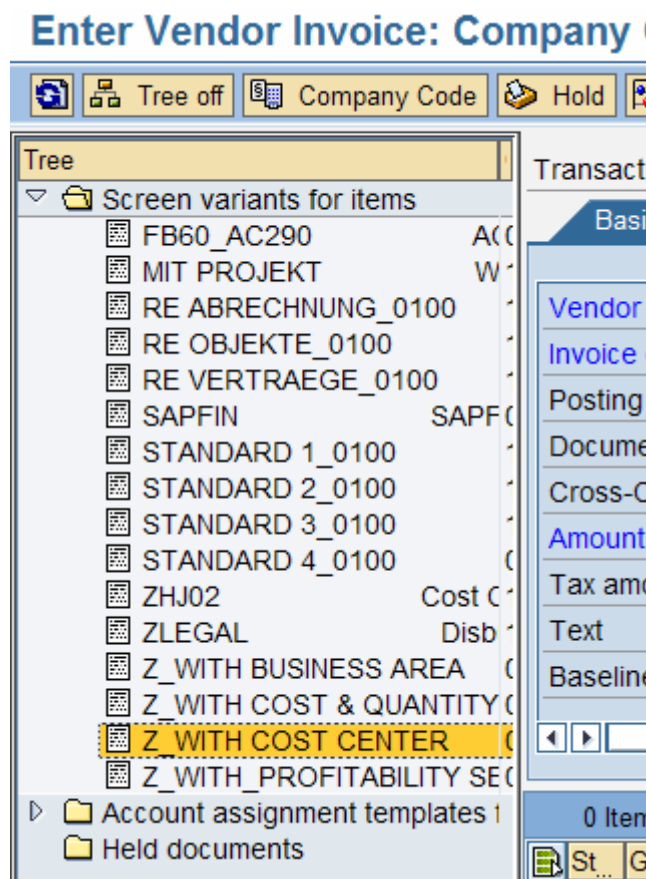 Enter Vendor Invoice: Company
Tree off Company Code Hold
Tree
Screen variants for items
FB60_AC290
MIT PROJEKT W
RE ABRECHNUNG_0100
RE OBJEKTE_0100
RE VERTRAEGE_0100
SAPFIN SAPF
STANDARD 1_0100
STANDARD 2_0100
STANDARD 3_0100
STANDARD 4_0100
ZHJ02 Cost
ZLEGAL Disb
Z_WITH BUSINESS AREA
Z_WITH COST & QUANTITY
Z_WITH COST CENTER
Z_WITH_PROFITABILITY SE
Account assignment templates
Held documents
Transact
Basi
Vendor
Invoice
Posting
Docume
Cross-C
Amount
Tax amo
Text
Baseline
0 Item
St... G